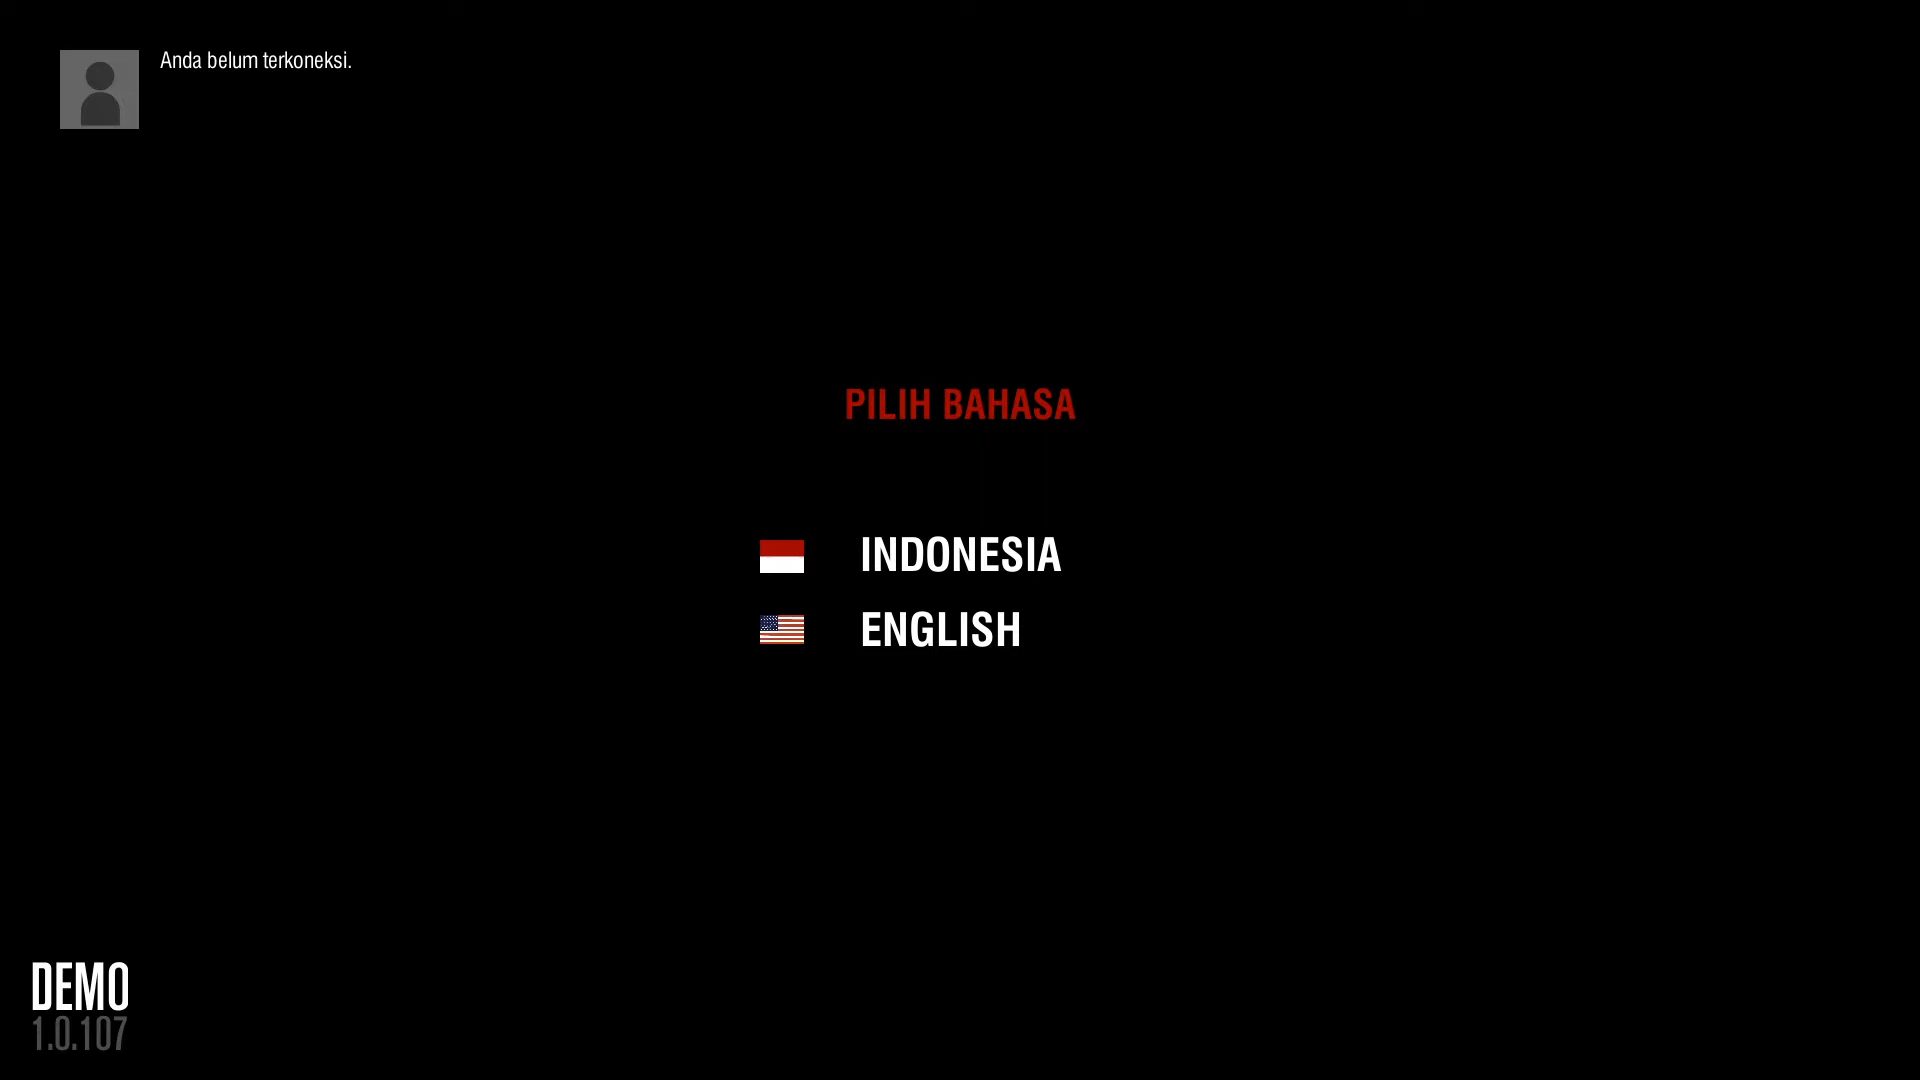 Anda belum terkoneksi.
PILIH BAHASA
INDONESIA
ENGLISH
DEMO
1.0.107